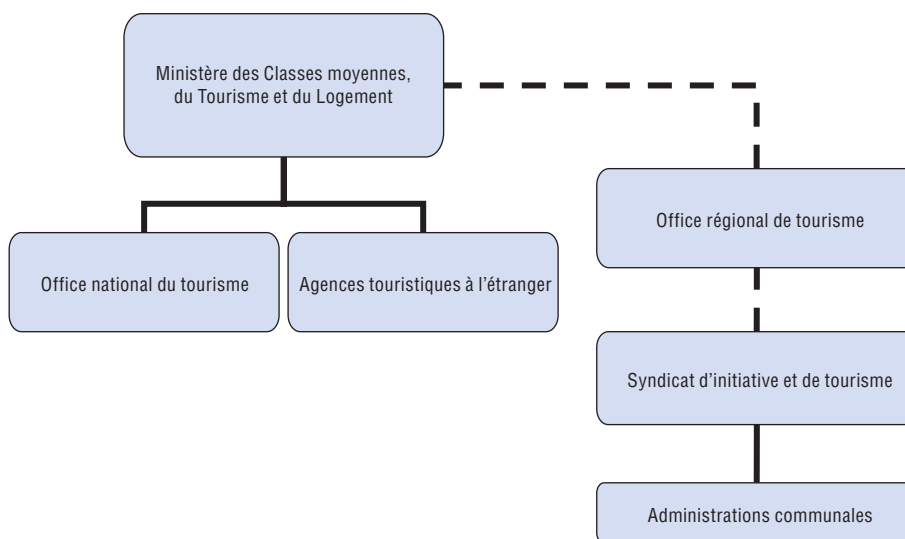 Ministère des Classes moyennes,
du Tourisme et du Logement
Office régional de tourisme
Office national du tourisme
Agences touristiques à l'étranger
Syndicat d'initiative et de tourisme
Administrations communales